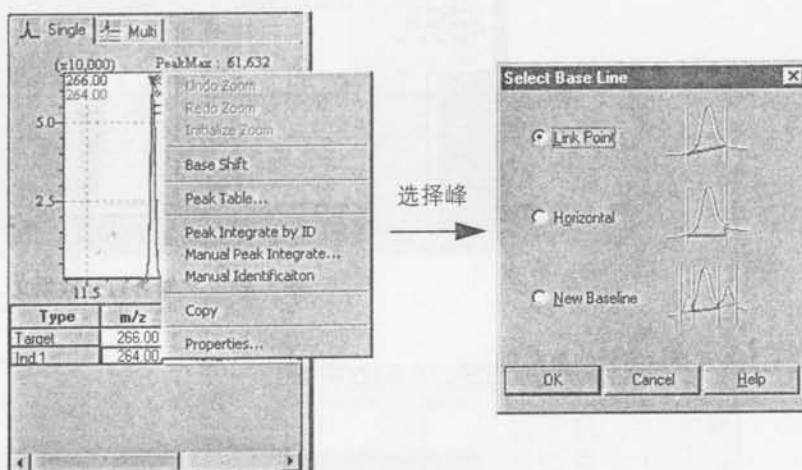 Single Multi
(x10,000) PeakMax : 61,632
266.00
264.00
5.0
2.5
11.5
Undo Zoom
Redo Zoom
Initialize Zoom
Base Shift
Peak Table...
Peak Integrate by ID
Manual Peak Integrate...
Manual Identificaiton
Copy
Properties...
Type m/z
Target 266.00
Ind.1 264.00
选择峰
Select Base Line
Link Point
Horizontal
New Baseline
OK Cancel Help